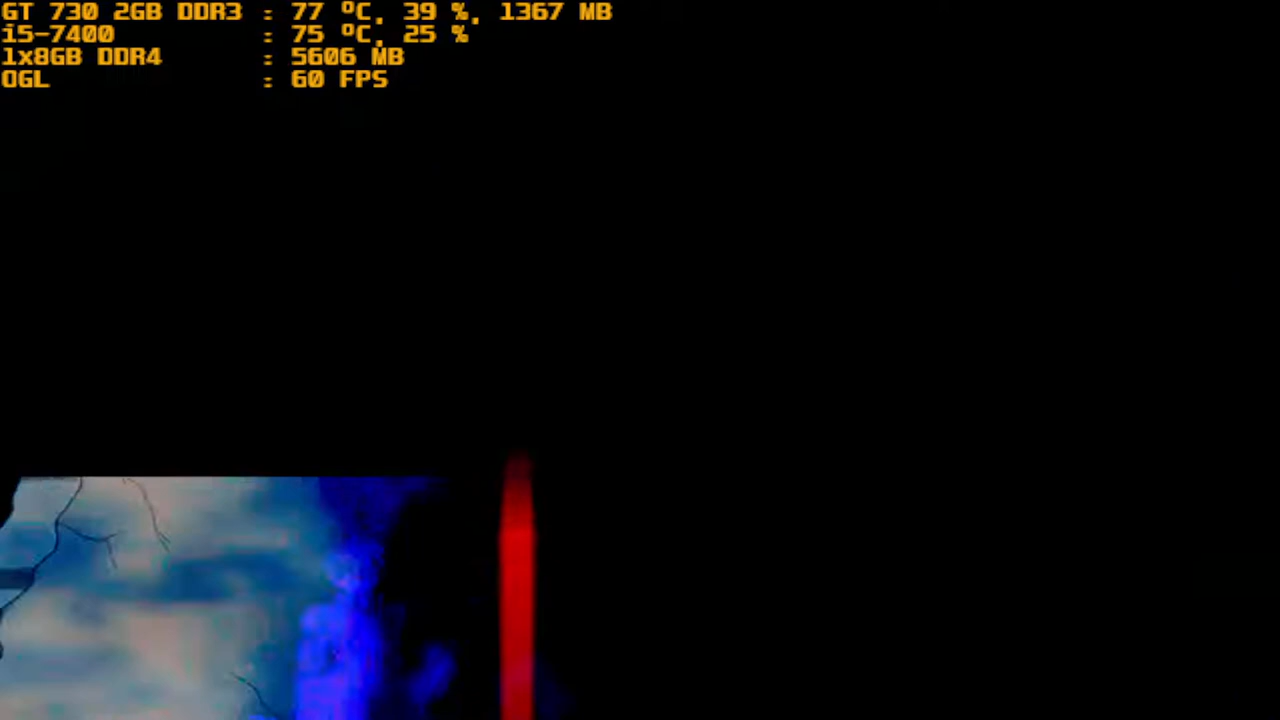 GT 730 2GB DDR3 : 77 ºC, 39 %, 1367 MB
i5-7400 : 75 ºC, 25 %
1x8GB DDR4 : 5606 MB
OGL : 60 FPS